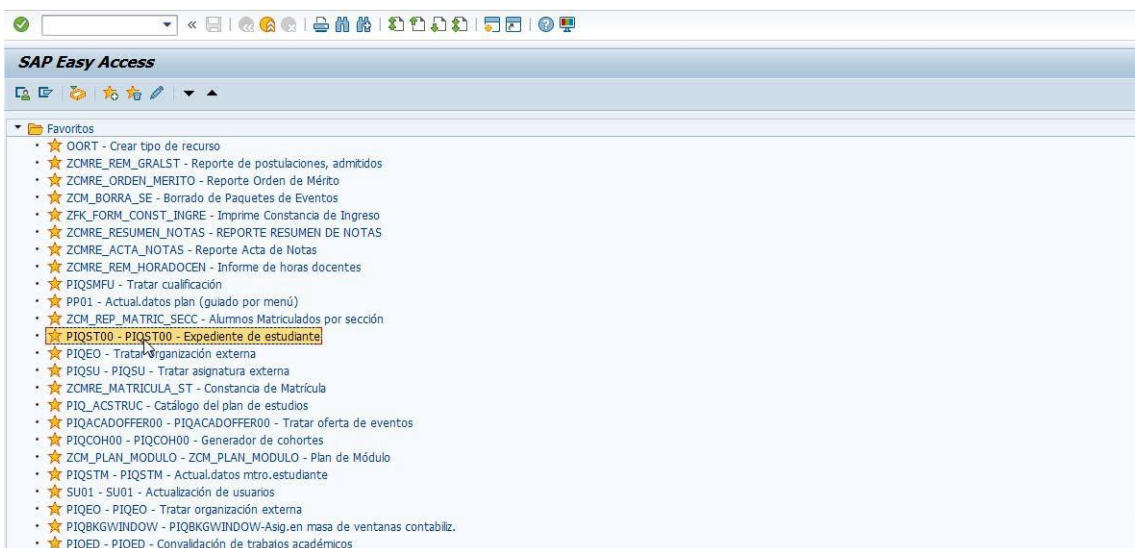 SAP Easy Access
Favoritos
OORT - Crear tipo de recurso
ZCMRE_REM_GRALST - Reporte de postulaciones, admitidos
ZCMRE_ORDEN_MERITO - Reporte Orden de Mérito
ZCM_BORRA_SE - Borrado de Paquetes de Eventos
ZFK_FORM_CONST_INGRE - Imprime Constancia de Ingreso
ZCMRE_RESUMEN_NOTAS - REPORTE RESUMEN DE NOTAS
ZCMRE_ACTA_NOTAS - Reporte Acta de Notas
ZCMRE_REM_HORADOCEN - Informe de horas docentes
PIQSMFU - Tratar cualificación
PP01 - Actual.datos plan (guiado por menú)
ZCM_REP_MATRIC_SECC - Alumnos Matriculados por sección
PIQST00 - PIQST00 - Expediente de estudiante
PIQEO - Tratar organización externa
PIQSU - PIQSU - Tratar asignatura externa
ZCMRE_MATRICULA_ST - Constancia de Matrícula
PIQ_ACSTRUC - Catálogo del plan de estudios
PIQACADOFFER00 - PIQACADOFFER00 - Tratar oferta de eventos
PIQCOH00 - PIQCOH00 - Generador de cohortes
ZCM_PLAN_MODULO - ZCM_PLAN_MODULO - Plan de Módulo
PIQSTM - PIQSTM - Actual.datos mtro.estudiante
SU01 - SU01 - Actualización de usuarios
PIQEO - PIQEO - Tratar organización externa
PIQBKGWINDOW - PIQBKGWINDOW-Asig.en masa de ventanas contabiliz.
PIQED - PIQED - Convalidación de trabajos académicos